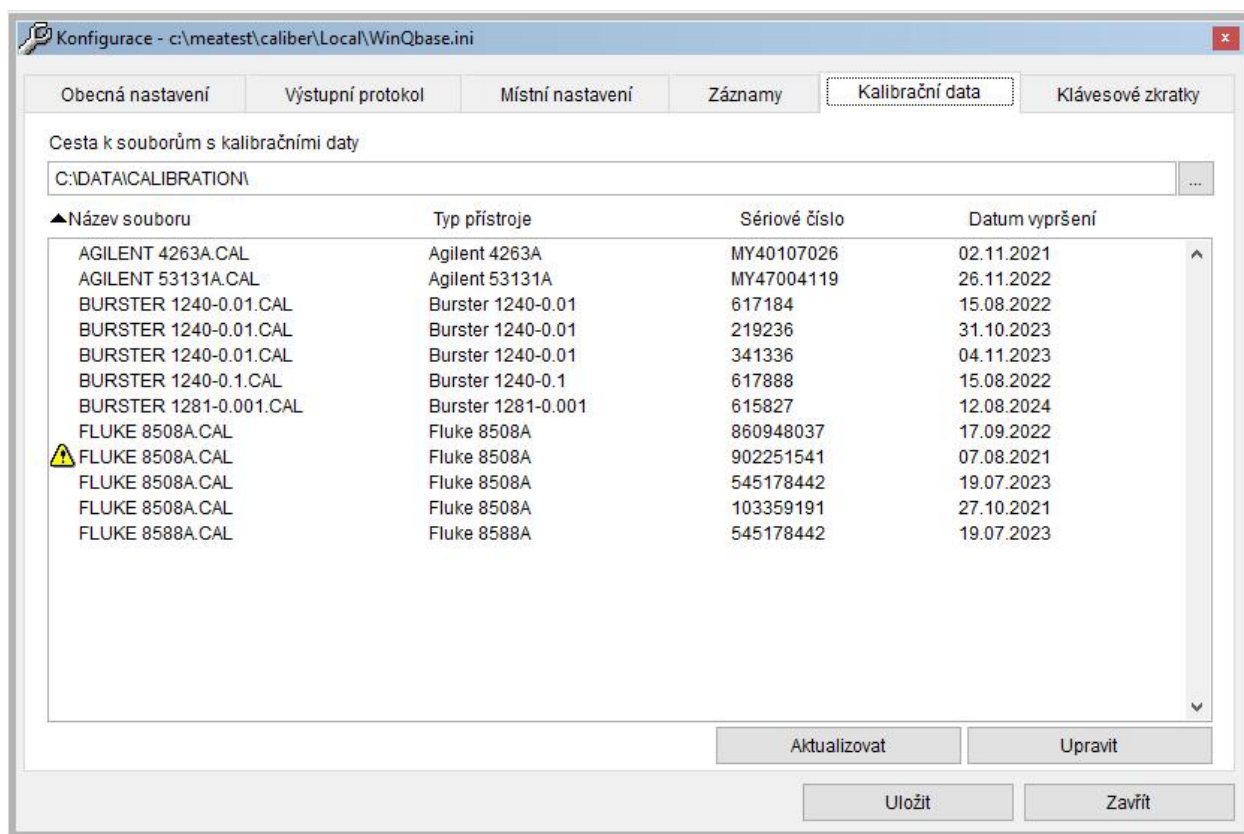 Konfigurace - c:\meatest\caliber\Local\WinQbase.ini x
Obecná nastavení Výstupní protokol Místní nastavení Záznamy Kalibrační data Klávesové zkratky
Cesta k souborům s kalibračními daty
C:\DATA\CALIBRATION\ ...
Název souboru Typ přístroje Sériové číslo Datum vypršení
AGILENT 4263A.CAL Agilent 4263A MY40107026 02.11.2021
AGILENT 53131A.CAL Agilent 53131A MY47004119 26.11.2022
BURSTER 1240-0.01.CAL Burster 1240-0.01 617184 15.08.2022
BURSTER 1240-0.01.CAL Burster 1240-0.01 219236 31.10.2023
BURSTER 1240-0.01.CAL Burster 1240-0.01 341336 04.11.2023
BURSTER 1240-0.1.CAL Burster 1240-0.1 617888 15.08.2022
BURSTER 1281-0.001.CAL Burster 1281-0.001 615827 12.08.2024
FLUKE 8508A.CAL Fluke 8508A 860948037 17.09.2022
FLUKE 8508A.CAL Fluke 8508A 902251541 07.08.2021
FLUKE 8508A.CAL Fluke 8508A 545178442 19.07.2023
FLUKE 8508A.CAL Fluke 8508A 103359191 27.10.2021
FLUKE 8588A.CAL Fluke 8588A 545178442 19.07.2023
Aktualizovat Upravit
Uložit Zavřít